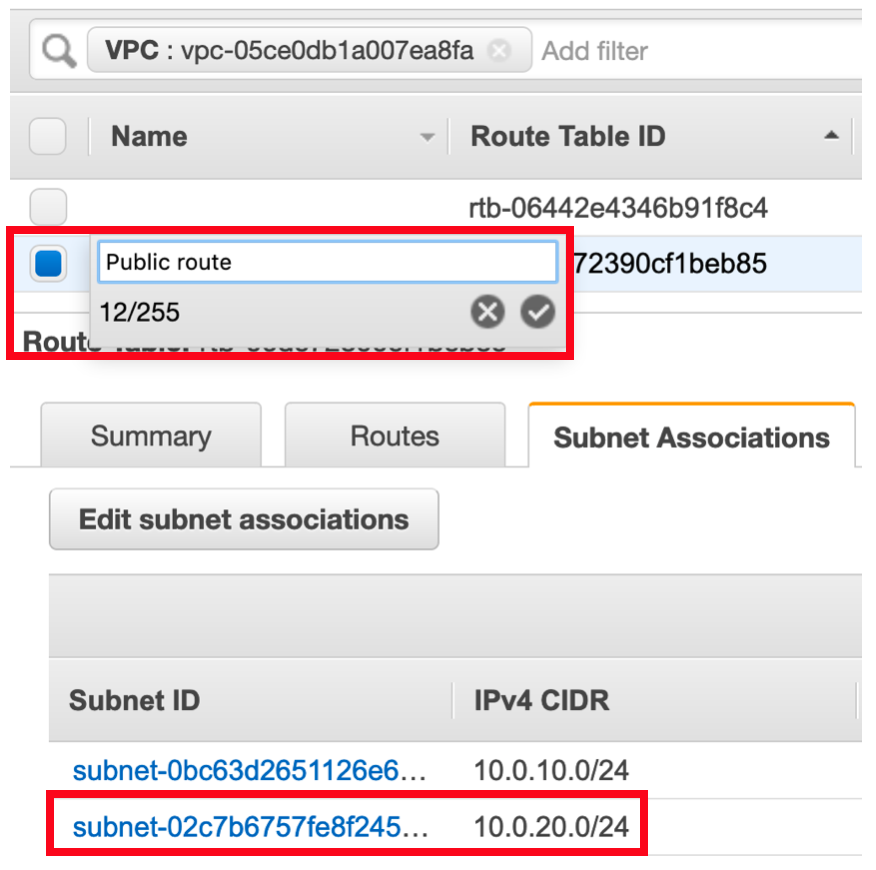 VPC : vpc-05ce0db1a007ea8fa Add filter
Name Route Table ID
rtb-06442e4346b91f8c4
Public route 72390cf1beb85
12/255
Route Table:
Summary Routes Subnet Associations
Edit subnet associations
Subnet ID IPv4 CIDR
subnet-0bc63d2651126e6… 10.0.10.0/24
subnet-02c7b6757fe8f245… 10.0.20.0/24